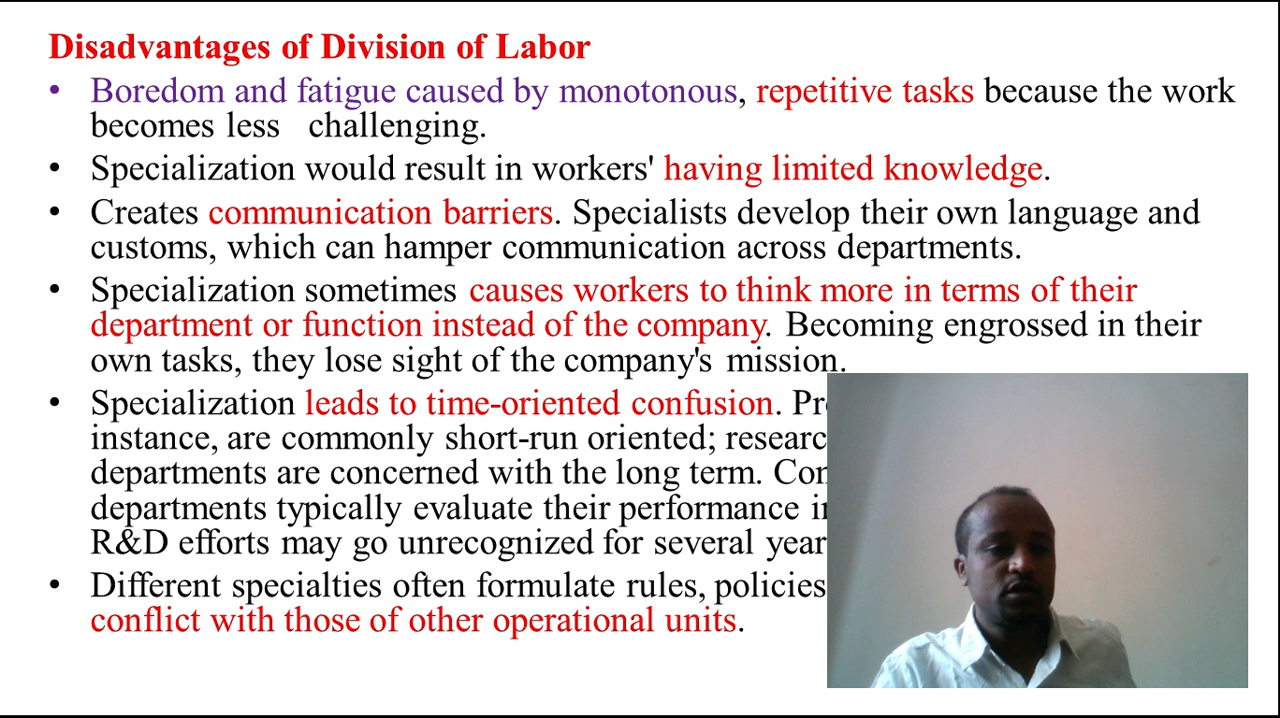 Disadvantages of Division of Labor
• Boredom and fatigue caused by monotonous, repetitive tasks because the work
becomes less challenging.
• Specialization would result in workers' having limited knowledge.
• Creates communication barriers. Specialists develop their own language and
customs, which can hamper communication across departments.
• Specialization sometimes causes workers to think more in terms of their
department or function instead of the company. Becoming engrossed in their
own tasks, they lose sight of the company's mission.
• Specialization leads to time-oriented confusion.
instance, are commonly short-run oriented;
departments are concerned with the long term.
departments typically evaluate their performance
R&D efforts may go unrecognized for several
• Different specialties often formulate rules, policies
conflict with those of other operational units.